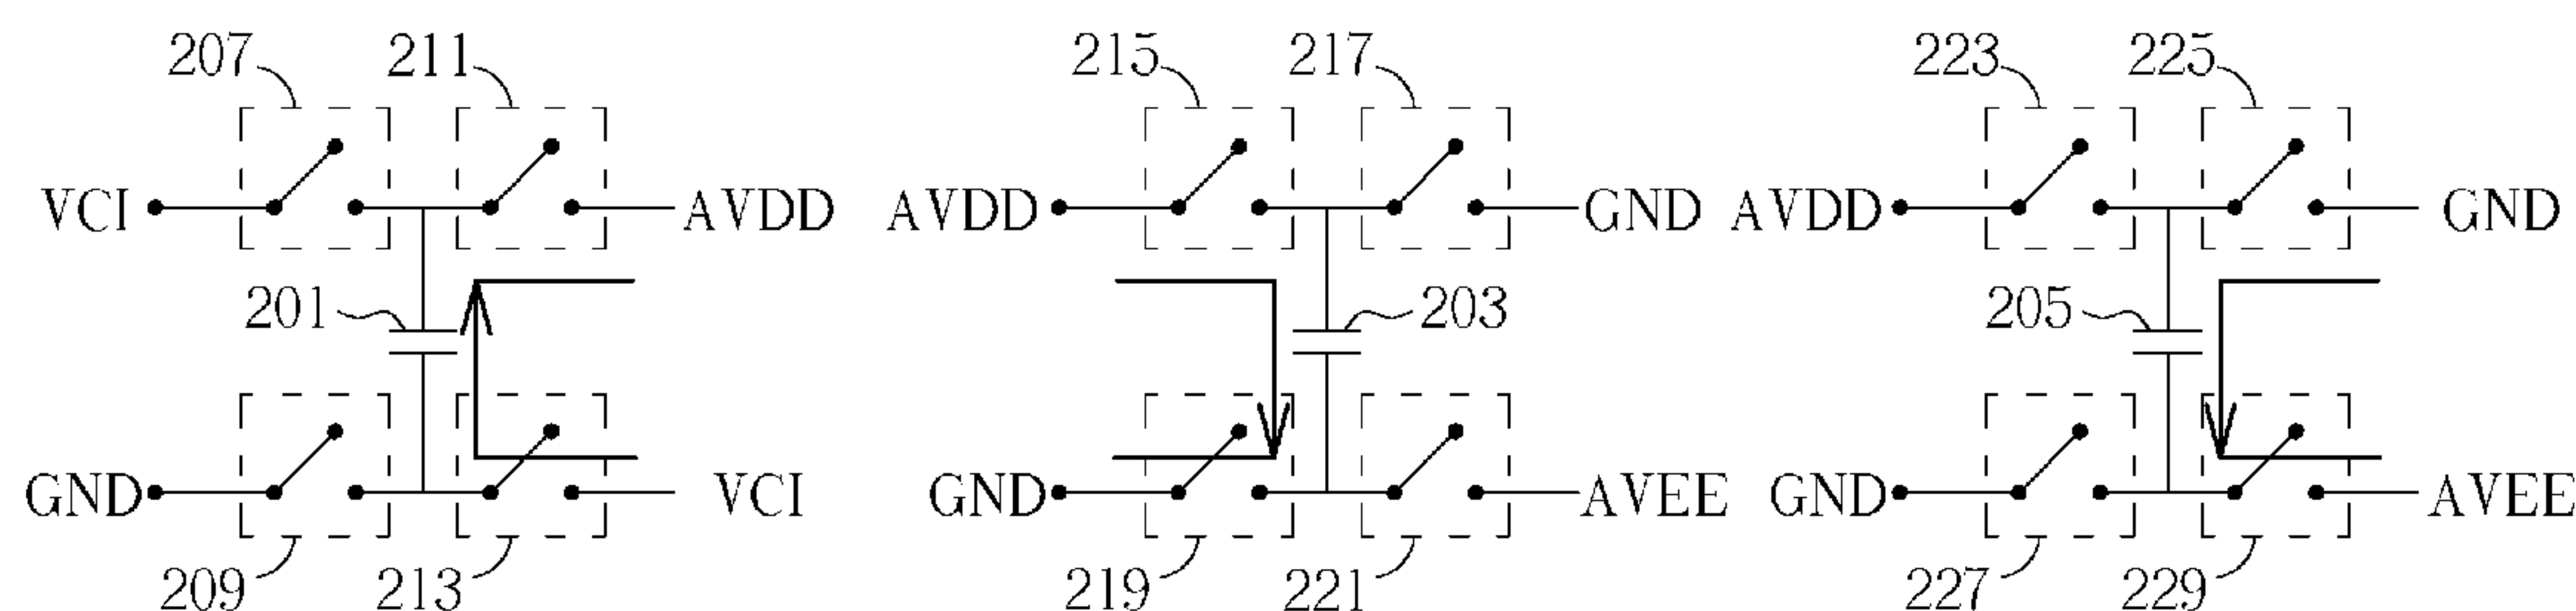 207 211 215 217 223 225
VCI AVDD AVDD GND AVDD GND
201 203 205
GND VCI GND AVEE GND AVEE
209 213 219 221 227 229